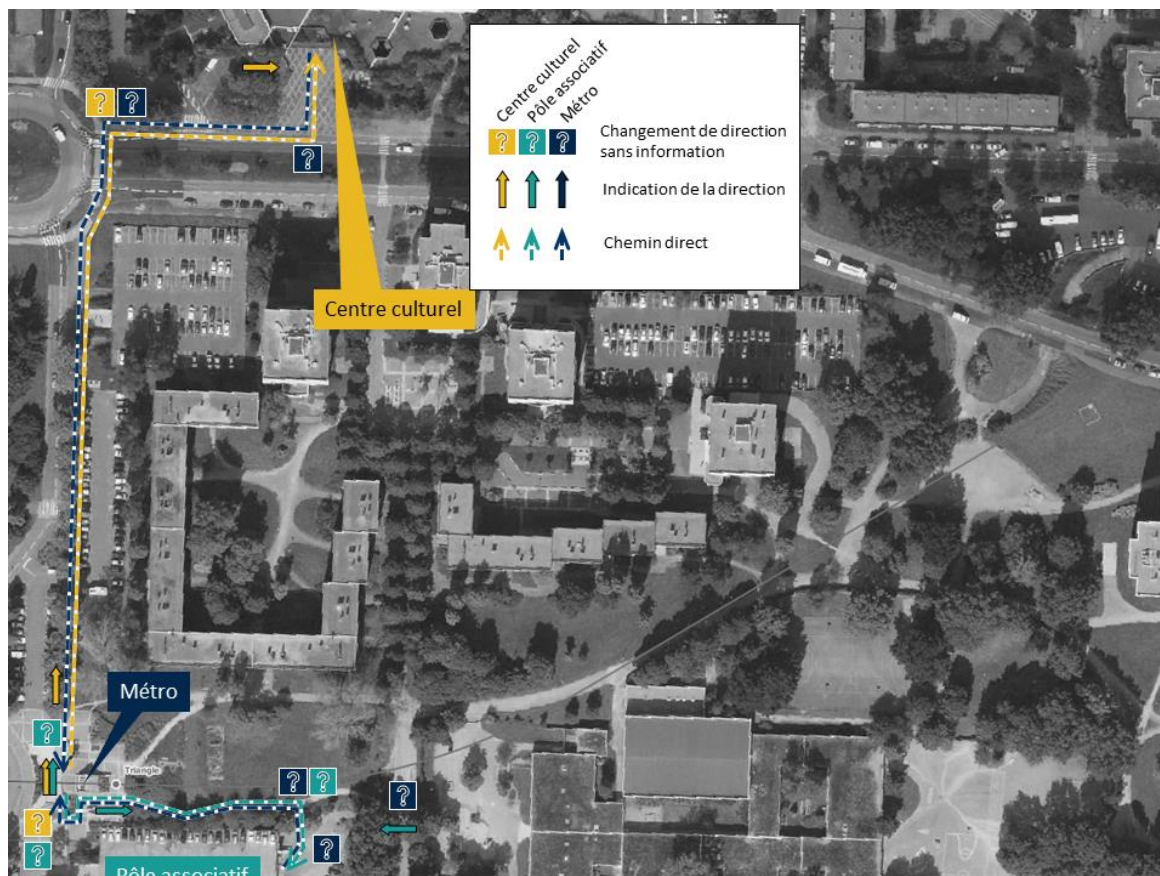 Centre culturel
Pôle associatif
Métro
? ? ?
Changement de direction
sans information
Indication de la direction
Chemin direct
? ?
?
Centre culturel
Métro
?
Triangle
? ?
?
?
?
?
Pôle associatif